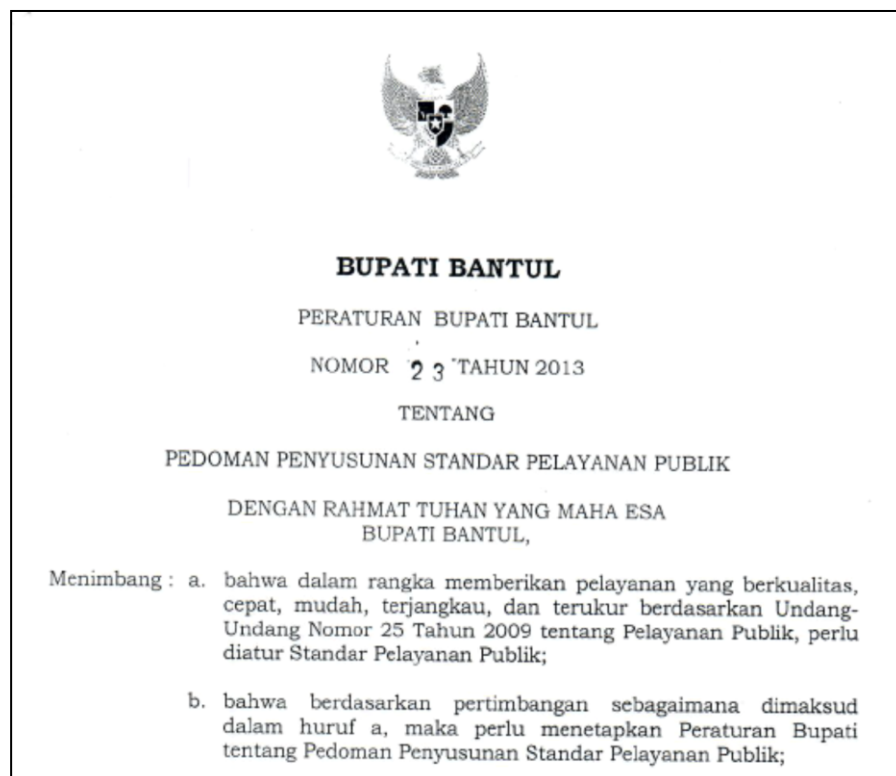 BUPATI BANTUL
PERATURAN BUPATI BANTUL
NOMOR 23 TAHUN 2013
TENTANG
PEDOMAN PENYUSUNAN STANDAR PELAYANAN PUBLIK
DENGAN RAHMAT TUHAN YANG MAHA ESA
BUPATI BANTUL,
Menimbang : a. bahwa dalam rangka memberikan pelayanan yang berkualitas,
cepat, mudah, terjangkau, dan terukur berdasarkan Undang-
Undang Nomor 25 Tahun 2009 tentang Pelayanan Publik, perlu
diatur Standar Pelayanan Publik;
b. bahwa berdasarkan pertimbangan sebagaimana dimaksud
dalam huruf a, maka perlu menetapkan Peraturan Bupati
tentang Pedoman Penyusunan Standar Pelayanan Publik;